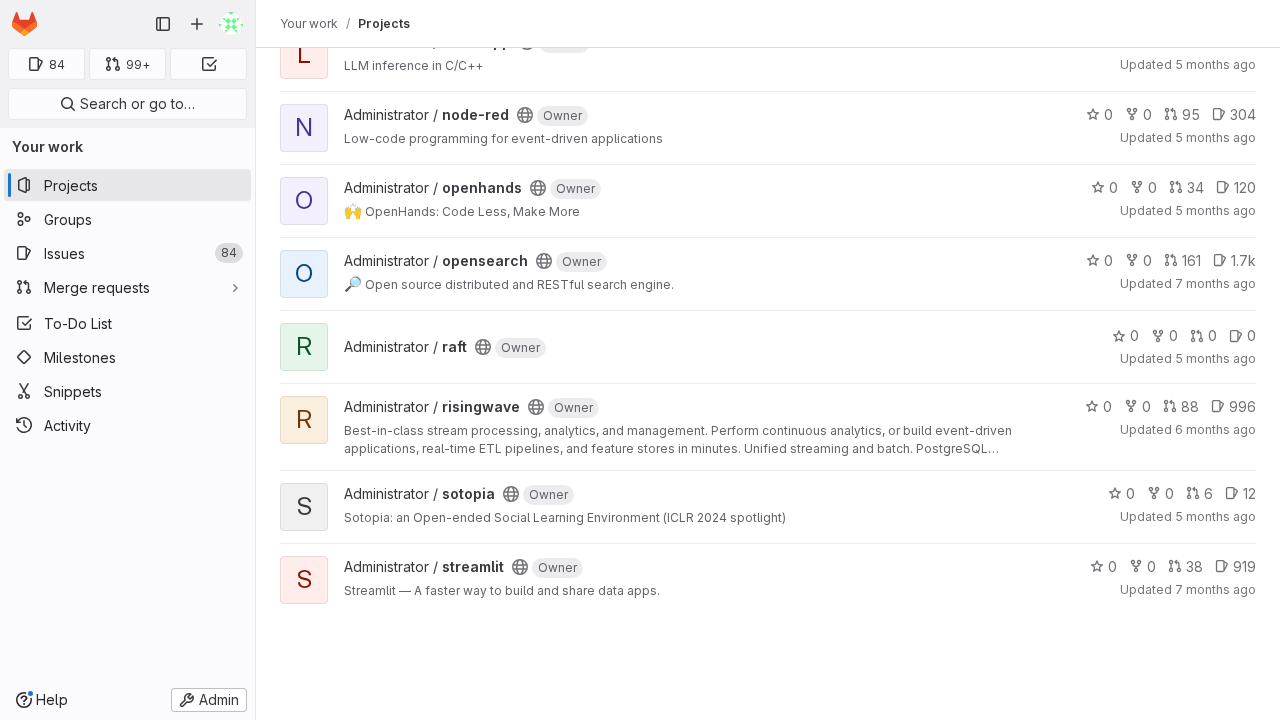 Your work / Projects
84
99+
Search or go to…
Your work
Projects
Groups
Issues 84
Merge requests
To-Do List
Milestones
Snippets
Activity
Help
Admin
L
LLM inference in C/C++
Updated 5 months ago
N
Administrator / node-red Owner
0 0 95 304
Low-code programming for event-driven applications
Updated 5 months ago
O
Administrator / openhands Owner
0 0 34 120
🙌 OpenHands: Code Less, Make More
Updated 5 months ago
O
Administrator / opensearch Owner
0 0 161 1.7k
🔎 Open source distributed and RESTful search engine.
Updated 7 months ago
R
Administrator / raft Owner
0 0 0 0
Updated 5 months ago
R
Administrator / risingwave Owner
0 0 88 996
Best-in-class stream processing, analytics, and management. Perform continuous analytics, or build event-driven
applications, real-time ETL pipelines, and feature stores in minutes. Unified streaming and batch. PostgreSQL…
Updated 6 months ago
S
Administrator / sotopia Owner
0 0 6 12
Sotopia: an Open-ended Social Learning Environment (ICLR 2024 spotlight)
Updated 5 months ago
S
Administrator / streamlit Owner
0 0 38 919
Streamlit — A faster way to build and share data apps.
Updated 7 months ago